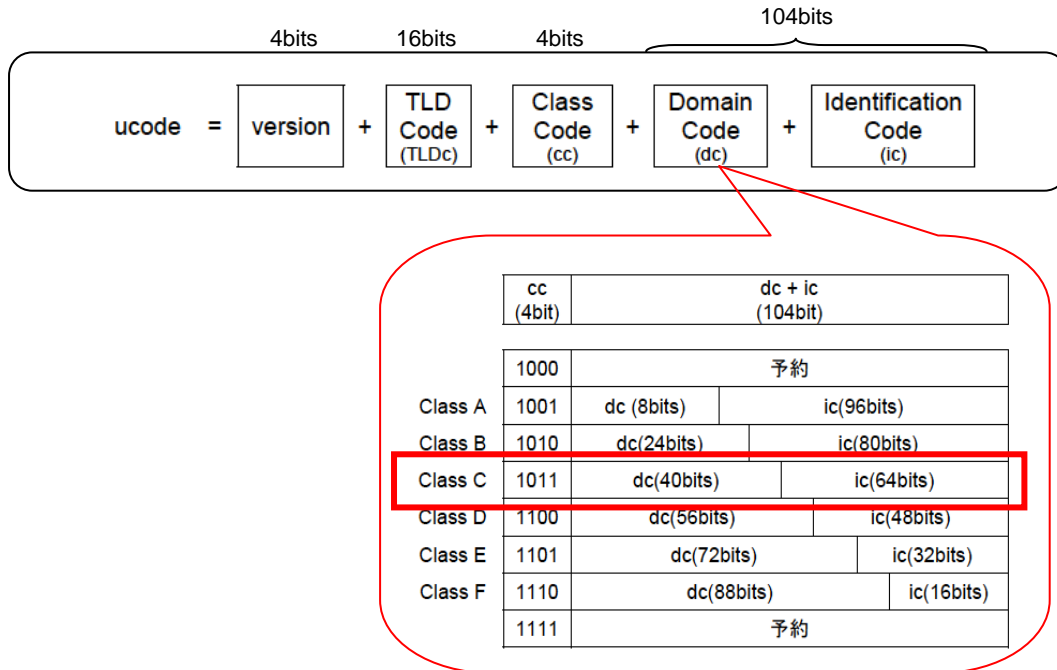 104bits
4bits 16bits 4bits
ucode = version + TLD Code (TLDc) + Class Code (cc) + Domain Code (dc) + Identification Code (ic)
cc (4bit) dc + ic (104bit)
1000 予約
Class A 1001 dc (8bits) ic(96bits)
Class B 1010 dc(24bits) ic(80bits)
Class C 1011 dc(40bits) ic(64bits)
Class D 1100 dc(56bits) ic(48bits)
Class E 1101 dc(72bits) ic(32bits)
Class F 1110 dc(88bits) ic(16bits)
1111 予約